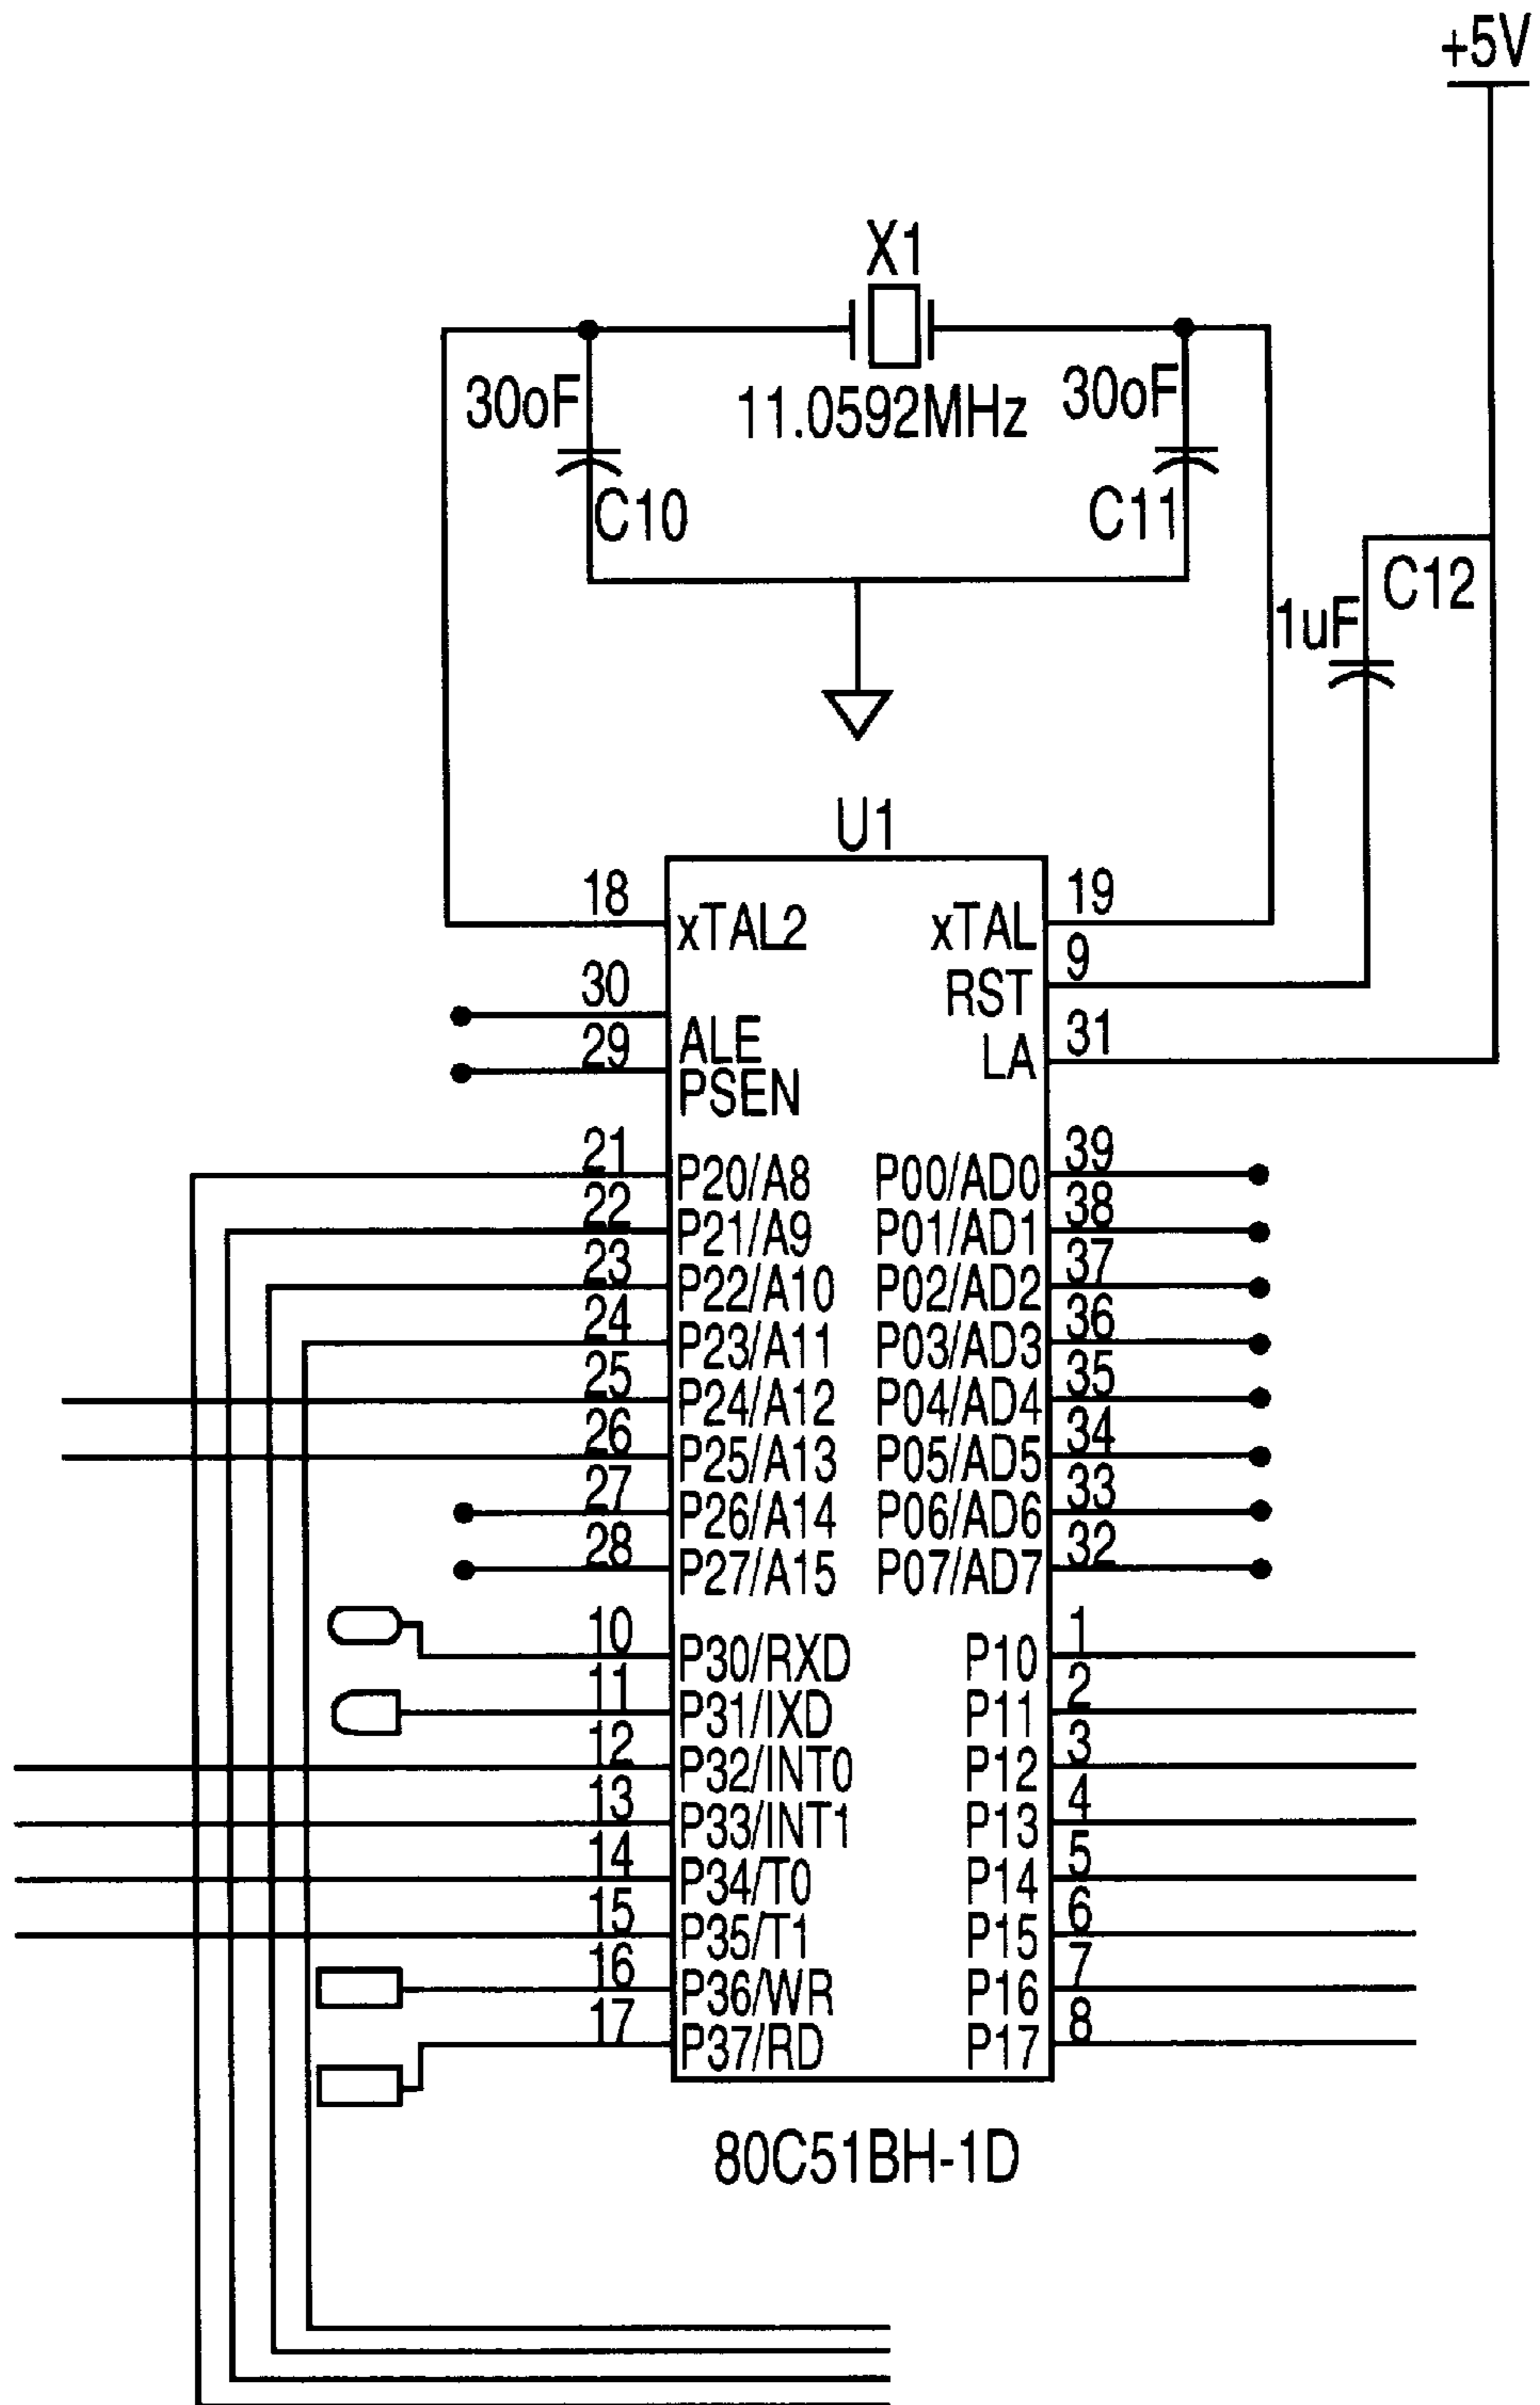 +5V
X1
30oF
11.0592MHz
30oF
C10
C11
C12
1uF
U1
18
xTAL2
xTAL
19
9
30
RST
ALE
LA
31
29
PSEN
21
P20/A8
P00/AD0
39
22
P21/A9
P01/AD1
38
23
P22/A10
P02/AD2
37
24
P23/A11
P03/AD3
36
25
P24/A12
P04/AD4
35
26
P25/A13
P05/AD5
34
27
P26/A14
P06/AD6
33
28
P27/A15
P07/AD7
32
10
P30/RXD
P10
1
11
P31/IXD
P11
2
12
P32/INT0
P12
3
13
P33/INT1
P13
4
14
P34/T0
P14
5
15
P35/T1
P15
6
16
P36/WR
P16
7
17
P37/RD
P17
8
80C51BH-1D